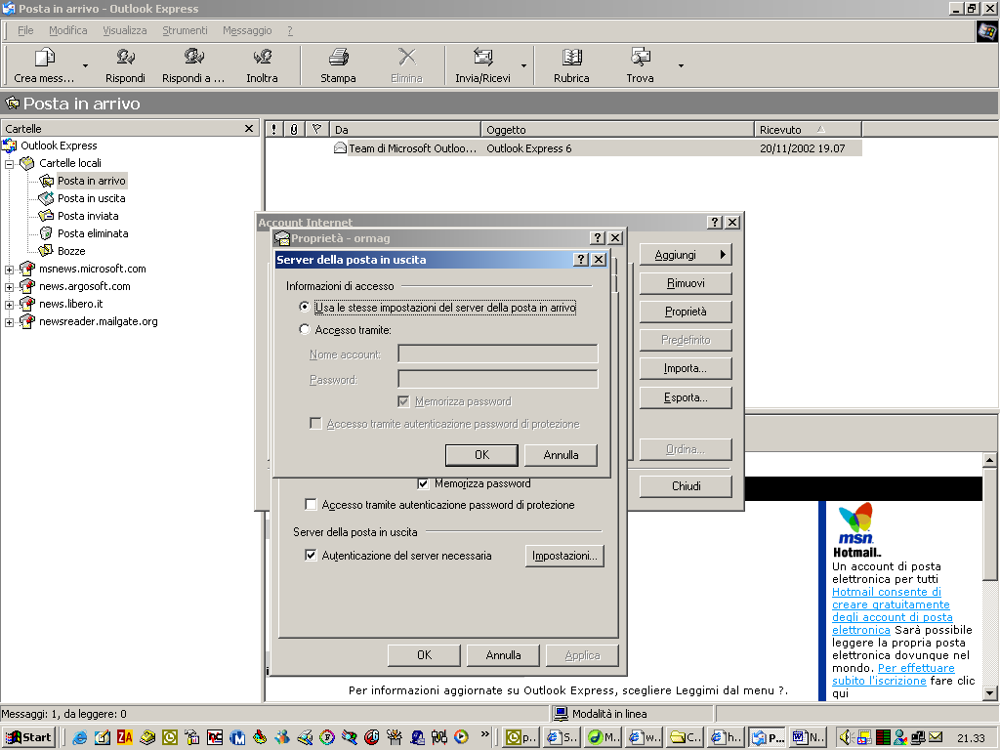 Posta in arrivo - Outlook Express
File Modifica Visualizza Strumenti Messaggio ?
Crea mess... Rispondi Rispondi a ... Inoltra Stampa Elimina Invia/Ricevi Rubrica Trova
Posta in arrivo
Cartelle
Outlook Express
Cartelle locali
Posta in arrivo
Posta in uscita
Posta inviata
Posta eliminata
Bozze
msnews.microsoft.com
news.argosoft.com
news.libero.it
newsreader.mailgate.org
! Da Oggetto Ricevuto
Team di Microsoft Outloo... Outlook Express 6 20/11/2002 19.07
Account Internet
Aggiungi
Rimuovi
Proprietà
Predefinito
Importa...
Esporta...
Ordina...
Chiudi
Proprietà - ormag
Server della posta in uscita
Informazioni di accesso
Usa le stesse impostazioni del server della posta in arrivo
Accesso tramite:
Nome account:
Password:
Memorizza password
Accesso tramite autenticazione password di protezione
OK Annulla
Memorizza password
Accesso tramite autenticazione password di protezione
Server della posta in uscita
Autenticazione del server necessaria Impostazioni...
OK Annulla Applica
msn
Hotmail.
Un account di posta
elettronica per tutti
Hotmail consente di
creare gratuitamente
degli account di posta
elettronica Sarà possibile
leggere la propria posta
elettronica dovunque nel
mondo. Per effettuare
subito l'iscrizione fare clic
qui
Per informazioni aggiornate su Outlook Express, scegliere Leggimi dal menu ?.
Messaggi: 1, da leggere: 0 Modalità in linea
Start ZA » p... S... M... w... C... h... P... N... 21.33